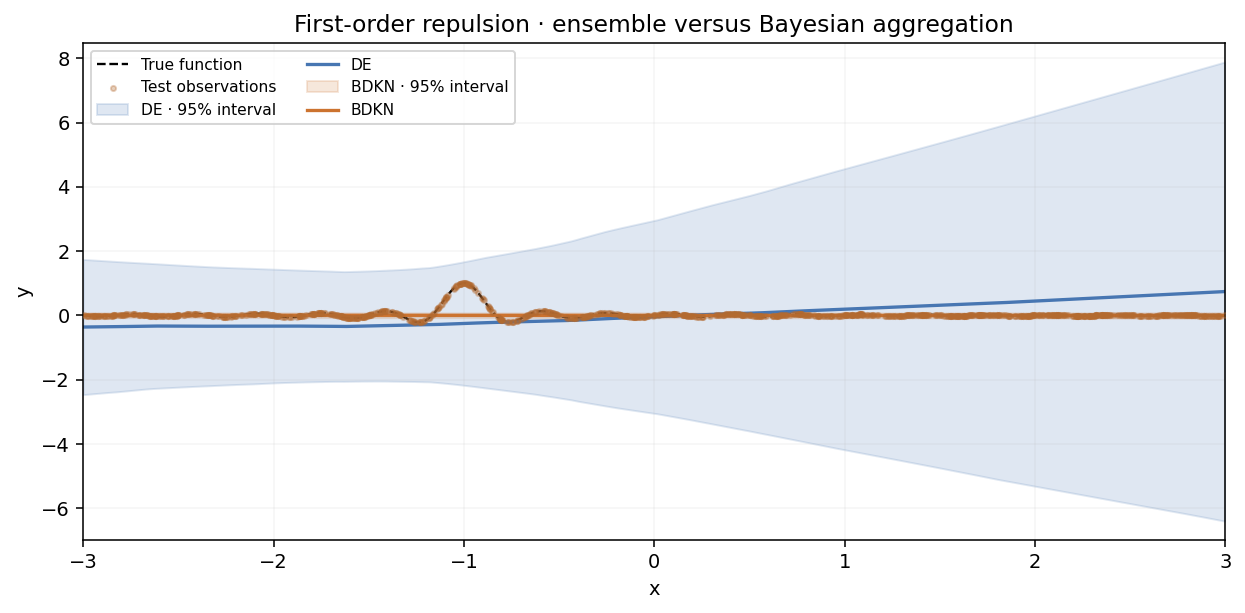 First-order repulsion · ensemble versus Bayesian aggregation
True function
Test observations
DE · 95% interval
DE
BDKN · 95% interval
BDKN
8
6
4
2
0
−2
−4
−6
y
−3 −2 −1 0 1 2 3
x